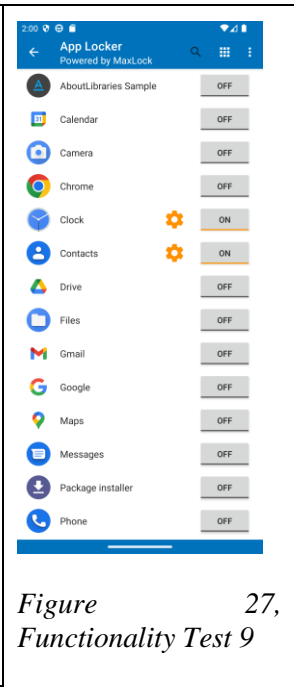 2:00
App Locker
Powered by MaxLock
AboutLibraries Sample OFF
31 Calendar OFF
Camera OFF
Chrome OFF
Clock ON
Contacts ON
Drive OFF
Files OFF
Gmail OFF
Google OFF
Maps OFF
Messages OFF
Package installer OFF
Phone OFF
Figure 27,
Functionality Test 9